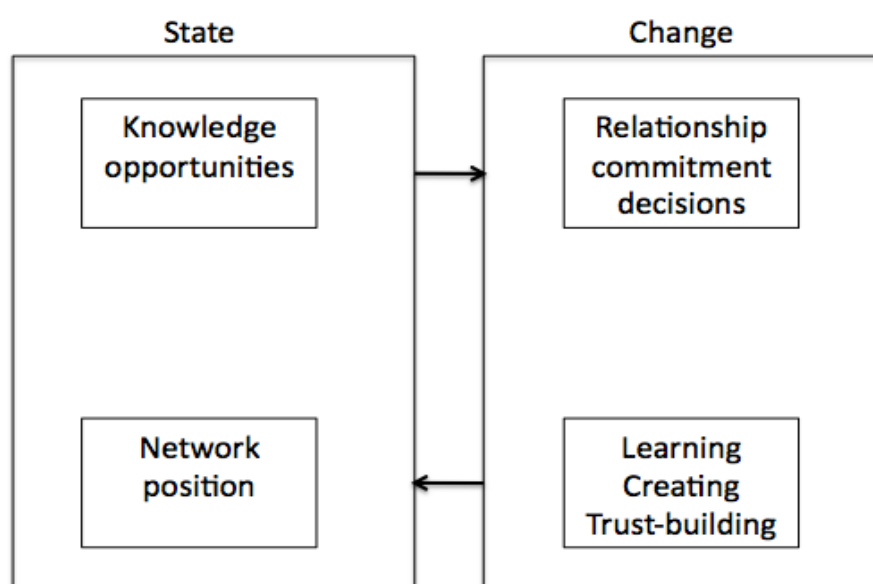 State
Change
Knowledge
opportunities
Relationship
commitment
decisions
Network
position
Learning
Creating
Trust-building